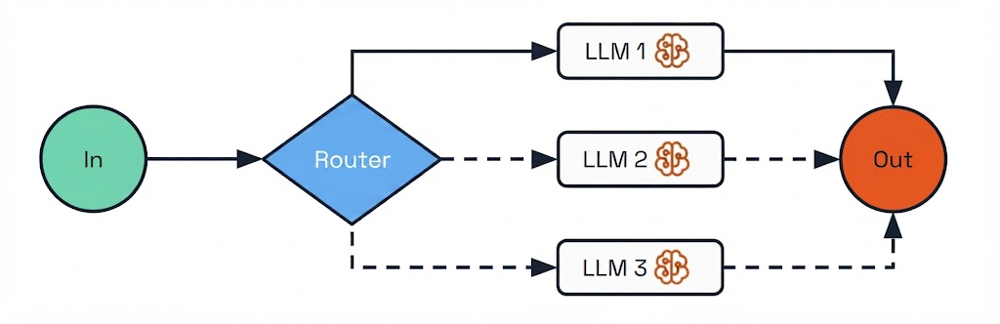 In
Router
LLM 1
LLM 2
LLM 3
Out